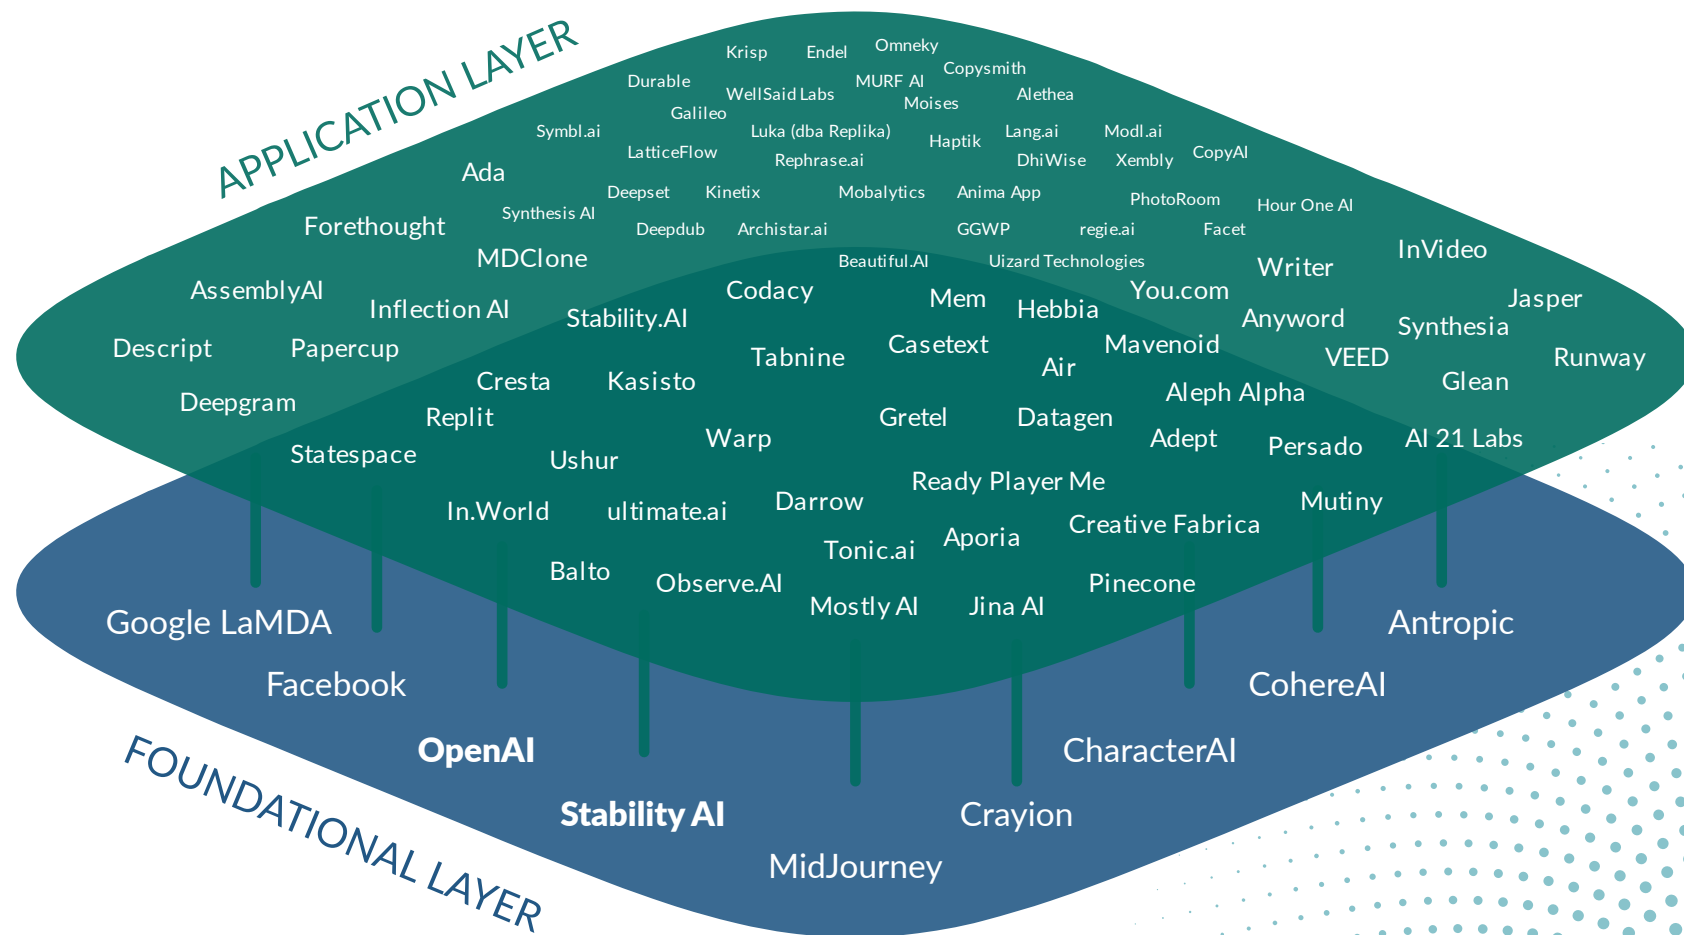 APPLICATION LAYER
Krisp
Endel
Omneky
Copysmith
Durable
MURF AI
WellSaid Labs
Alethea
Moises
Galileo
Symbl.ai
Luka (dba Replika)
Lang.ai
Modl.ai
Haptik
LatticeFlow
Rephrase.ai
DhiWise
Xembly
CopyAI
Ada
Deepset
Kinetix
Mobalytics
Anima App
PhotoRoom
Hour One AI
Synthesis AI
Forethought
Deepdub
Archistar.ai
GGWP
regie.ai
Facet
InVideo
MDClone
Beautiful.AI
Uizard Technologies
Writer
AssemblyAI
Codacy
You.com
Mem
Jasper
Inflection AI
Stability.AI
Hebbia
Anyword
Synthesia
Descript
Papercup
Tabnine
Casetext
Mavenoid
VEED
Runway
Air
Cresta
Kasisto
Glean
Aleph Alpha
Deepgram
Replit
Gretel
Datagen
Warp
Adept
Persado
AI 21 Labs
Statespace
Ushur
Ready Player Me
In.World
ultimate.ai
Darrow
Mutiny
Creative Fabrica
Aporia
Tonic.ai
Balto
Observe.AI
Pinecone
Mostly AI
Jina AI
Google LaMDA
Antropic
Facebook
CohereAI
OpenAI
CharacterAI
Stability AI
Crayion
MidJourney
FOUNDATIONAL LAYER